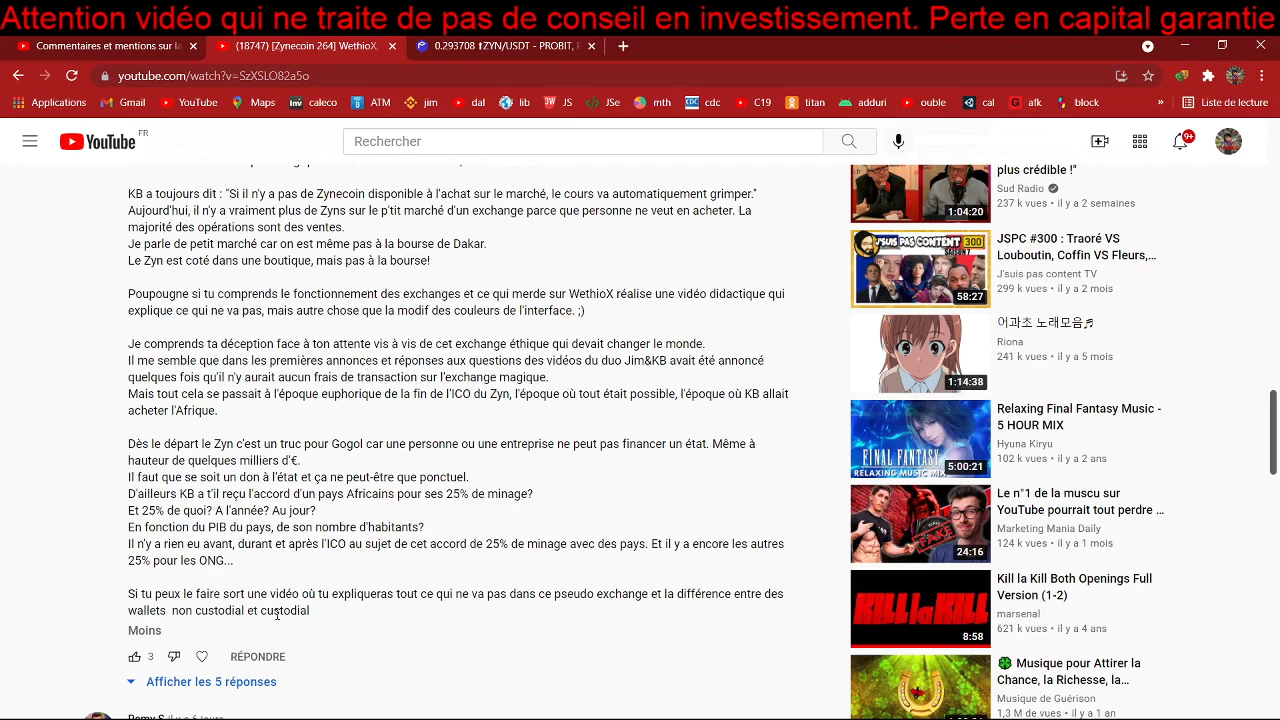 Attention vidéo qui ne traite de pas de conseil en investissement. Perte en capital garantie
Commentaires et mentions sur la
(18747) [Zynecoin 264] WethioX,
0.293708 ⬆ZYN/USDT - PROBIT,
youtube.com/watch?v=SzXSLO82a5o
Applications
Gmail
YouTube
Maps
caleco
ATM
jim
dal
lib
JS
JSe
mth
cdc
C19
titan
adduri
ouble
cal
afk
block
»
Liste de lecture
YouTube FR
Rechercher
9+
KB a toujours dit : "Si il n'y a pas de Zynecoin disponible à l'achat sur le marché, le cours va automatiquement grimper."
Aujourd'hui, il n'y a vraiment plus de Zyns sur le p'tit marché d'un exchange parce que personne ne veut en acheter. La
majorité des opérations sont des ventes.
Je parle de petit marché car on est même pas à la bourse de Dakar.
Le Zyn est coté dans une boutique, mais pas à la bourse!
Poupougne si tu comprends le fonctionnement des exchanges et ce qui merde sur WethioX réalise une vidéo didactique qui
explique ce qui ne va pas, mais autre chose que la modif des couleurs de l'interface. ;)
Je comprends ta déception face à ton attente vis à vis de cet exchange éthique qui devait changer le monde.
Il me semble que dans les premières annonces et réponses aux questions des vidéos du duo Jim&KB avait été annoncé
quelques fois qu'il n'y aurait aucun frais de transaction sur l'exchange magique.
Mais tout cela se passait à l'époque euphorique de la fin de l'ICO du Zyn, l'époque où tout était possible, l'époque où KB allait
acheter l'Afrique.
Dès le départ le Zyn c'est un truc pour Gogol car une personne ou une entreprise ne peut pas financer un état. Même à
hauteur de quelques milliers d'€.
Il faut que se soit un don à l'état et ça ne peut-être que ponctuel.
D'ailleurs KB a t'il reçu l'accord d'un pays Africains pour ses 25% de minage?
Et 25% de quoi? A l'année? Au jour?
En fonction du PIB du pays, de son nombre d'habitants?
Il n'y a rien eu avant, durant et après l'ICO au sujet de cet accord de 25% de minage avec des pays. Et il y a encore les autres
25% pour les ONG...
Si tu peux le faire sort une vidéo où tu expliqueras tout ce qui ne va pas dans ce pseudo exchange et la différence entre des
wallets non custodial et custodial
Moins
3
RÉPONDRE
Afficher les 5 réponses
plus crédible !"
Sud Radio
237 k vues • il y a 2 semaines
1:04:20
J'SUIS PAS CONTENT 300
SAISON 7
58:27
JSPC #300 : Traoré VS
Louboutin, Coffin VS Fleurs,...
J'suis pas content TV
299 k vues • il y a 2 mois
1:14:38
어과초 노래모음♬
Riona
241 k vues • il y a 5 mois
FINAL FANTASY
RELAXING MUSIC MIX
5:00:21
Relaxing Final Fantasy Music -
5 HOUR MIX
Hyuna Kiryu
102 k vues • il y a 2 ans
FAKE
24:16
Le n°1 de la muscu sur
YouTube pourrait tout perdre ...
Marketing Mania Daily
119 k vues • il y a 1 mois
KILL la KILL
8:58
Kill la Kill Both Openings Full
Version (1-2)
marsenal
621 k vues • il y a 4 ans
🍀 Musique pour Attirer la
Chance, la Richesse, la...
Musique de Guérison
1,3 M de vues • il y a 1 an